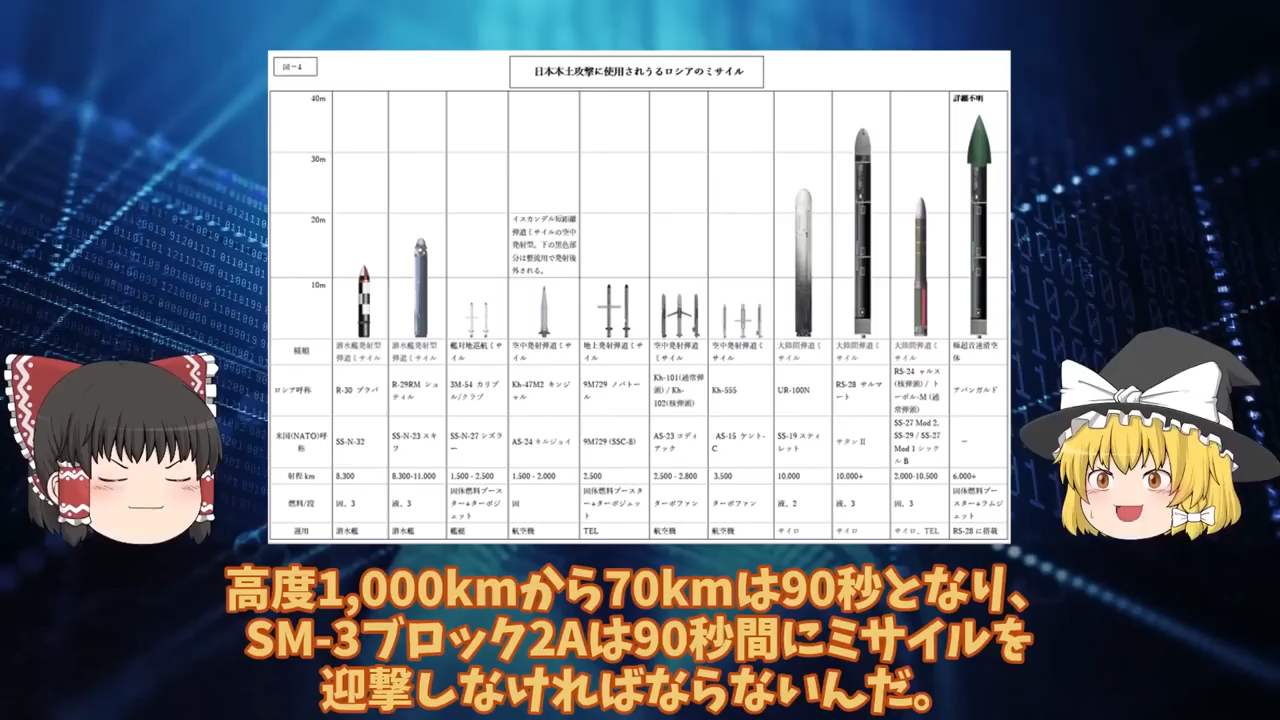 図－4
日本本土攻撃に使用されうるロシアのミサイル
40m
30m
20m
10m
詳細不明
イスカンデル短距離
弾道ミサイルの空中
発射型。下の黒色部
分は整流用で発射後
外される。
種類
潜水艦発射型
弾道ミサイル
潜水艦発射型
弾道ミサイル
艦対地巡航ミサ
イル
空中発射弾道ミ
サイル
地上発射弾道ミサ
イル
空中発射弾道
ミサイル
空中発射弾道ミ
サイル
大陸間弾道ミ
サイル
大陸間弾道ミ
サイル
大陸間弾道ミ
サイル
極超音速滑空
体
ロシア呼称
R-30 ブラバ
R-29RM シュ
ティール
3M-54 カリブ
ル/クラブ
Kh-47M2 キンジ
ャル
9M729 ノバトー
ル
Kh-101(通常弾
頭) / Kh-
102(核弾頭)
Kh-555
UR-100N
RS-28 サルマ
ート
RS-24 ヤルス
(核弾頭) / ト
ーポル-M (通
常弾頭)
アバンガルド
米国(NATO)呼
称
SS-N-32
SS-N-23 スキ
フ
SS-N-27 シズラ
ー
AS-24 キルジョイ
9M729 (SSC-8)
AS-23 コディ
アック
AS-15 ケント-
C
SS-19 スティ
レット
サタンⅡ
SS-27 Mod 2,
SS-29 / SS-27
Mod 1 シック
ル B
－
射程 km
8.300
8.300-11.000
1.500 - 2.500
1.500 - 2.000
2.500
2.500 - 2.800
3.500
10.000
10.000+
2.000-10.500
6.000+
燃料/段
固、3
液、3
固体燃料ブース
ター+ターボジ
ェット
固
固体燃料ブースタ
ー+ターボジェッ
ト
ターボファン
ターボファン
液、2
液、3
固、3
固体燃料ブー
スター+ラムジ
ェット
運用
潜水艦
潜水艦
艦艇
航空機
TEL
航空機
航空機
サイロ
サイロ
サイロ、TEL
RS-28 に搭載
高度1,000kmから70kmは90秒となり、
SM-3ブロック2Aは90秒間にミサイルを
迎撃しなければならないんだ。